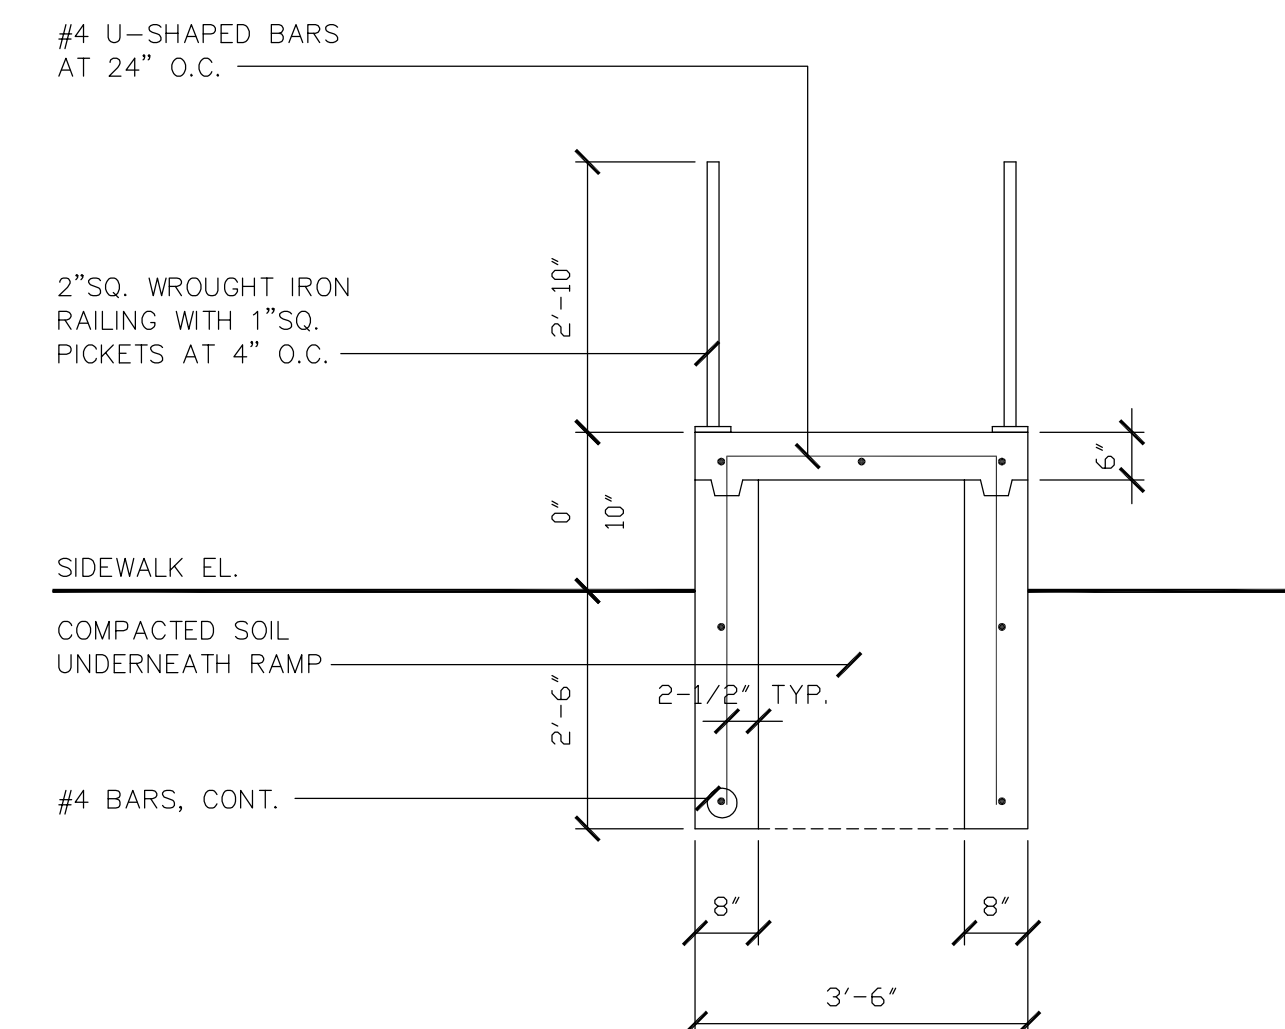 #4 U-SHAPED BARS
AT 24" O.C.
2'-10"
2"SQ. WROUGHT IRON
RAILING WITH 1"SQ.
PICKETS AT 4" O.C.
6"
0"
10"
SIDEWALK EL.
COMPACTED SOIL
UNDERNEATH RAMP
2-1/2" TYP.
2'-6"
#4 BARS, CONT.
8"
8"
3'-6"